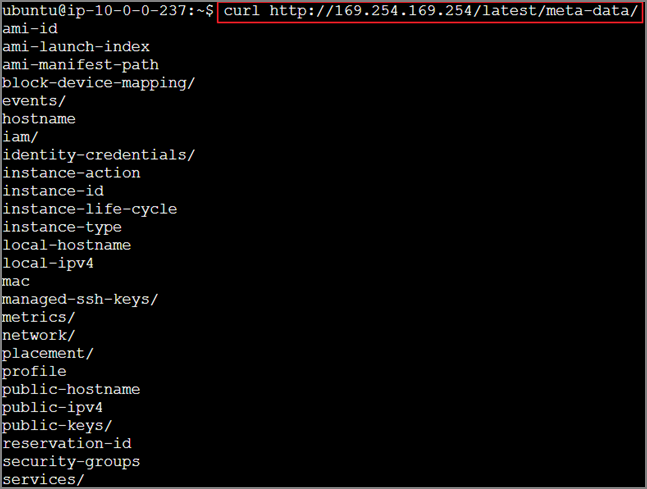 ubuntu@ip-10-0-0-237:~$ curl http://169.254.169.254/latest/meta-data/
ami-id
ami-launch-index
ami-manifest-path
block-device-mapping/
events/
hostname
iam/
identity-credentials/
instance-action
instance-id
instance-life-cycle
instance-type
local-hostname
local-ipv4
mac
managed-ssh-keys/
metrics/
network/
placement/
profile
public-hostname
public-ipv4
public-keys/
reservation-id
security-groups
services/